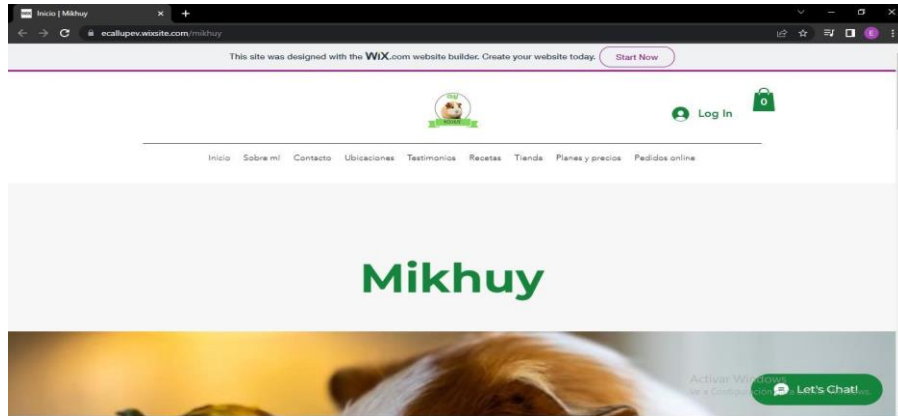 Inicio | Mikhuy
ecallupev.wixsite.com/mikhuy
E
This site was designed with the WiX.com website builder. Create your website today. Start Now
Log In
0
Inicio Sobre mí Contacto Ubicaciones Testimonios Recetas Tienda Planes y precios Pedidos online
Mikhuy
Activar Windows
Let's Chat!